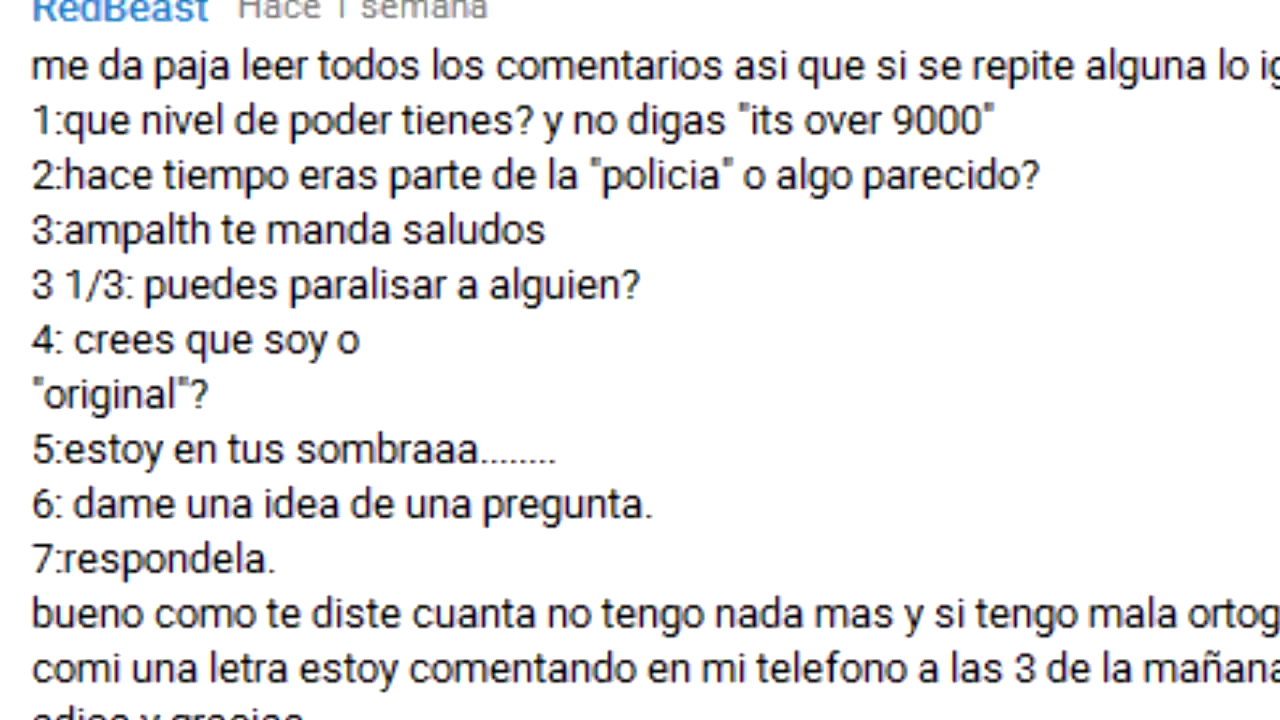 RedBeast Hace 1 semana
me da paja leer todos los comentarios asi que si se repite alguna lo
1:que nivel de poder tienes? y no digas "its over 9000"
2:hace tiempo eras parte de la "policia" o algo parecido?
3:ampalth te manda saludos
3 1/3: puedes paralisar a alguien?
4: crees que soy o
"original"?
5:estoy en tus sombraaa........
6: dame una idea de una pregunta.
7:respondela.
bueno como te diste cuanta no tengo nada mas y si tengo mala ortog
comi una letra estoy comentando en mi telefono a las 3 de la mañana
adios y gracias